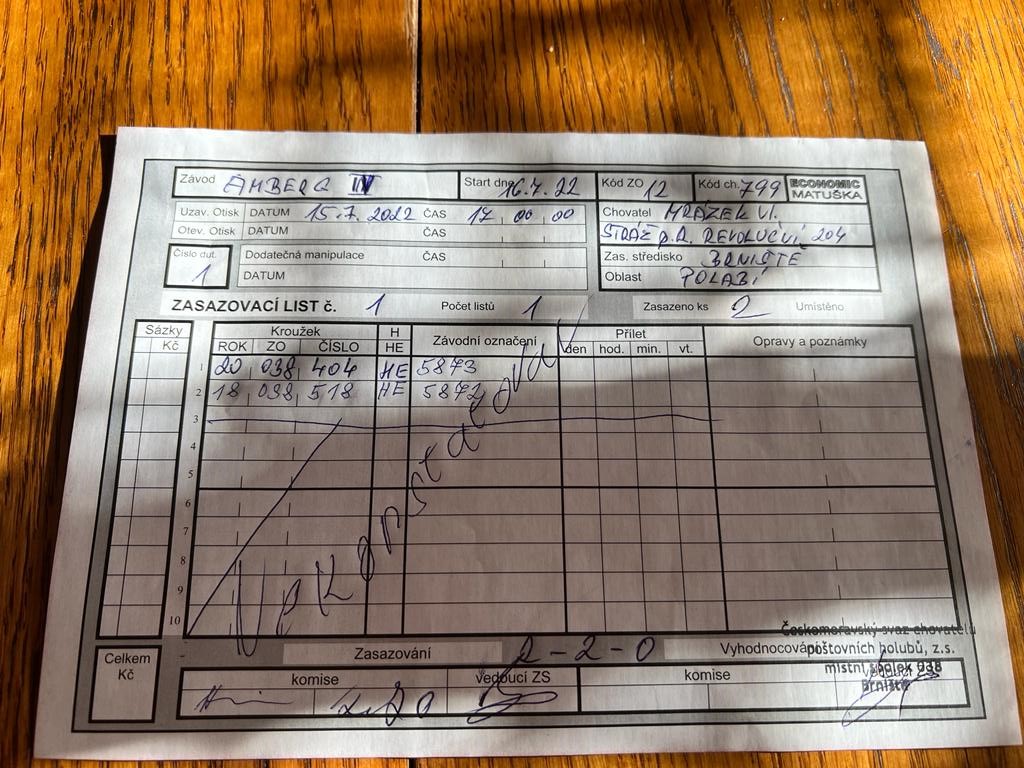 Závod AMBERG IV Start dne 16.7.22 Kód ZO 12 Kód ch. 799 ECONOMIC MATUŠKA
Uzav. Otisk DATUM 15.7.2022 ČAS 17 00 00 Chovatel MRÁZEK Vl.
Otev. Otisk DATUM ČAS STRÁŽ p.R. REVOLUČNÍ 204
Číslo dut. 1 Dodatečná manipulace ČAS Zas. středisko BRNIŠTE
DATUM Oblast POLABÍ
ZASAZOVACÍ LIST č. 1 Počet listů 1 Zasazeno ks 2 Umístěno
Sázky Kroužek H Závodní označení Přílet Opravy a poznámky
Kč ROK ZO ČÍSLO HE den hod. min. vt.
1 20 038 404 HE 5873
2 18 038 518 HE 5872
3
4
5
6
7
8
9
10
Nekonstatoval
Celkem Kč
Zasazování 2-2-0 Vyhodnocování
komise vedoucí ZS komise
Českomoravský svaz chovatelů
poštovních holubů, z.s.
místní spolek 038
Brniště